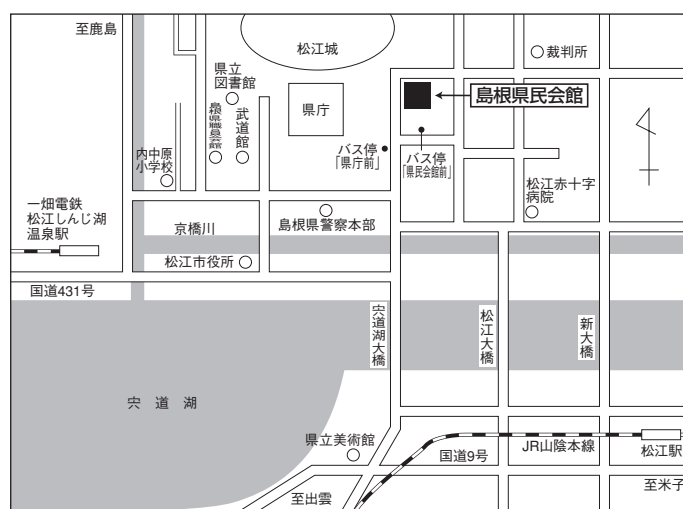 至鹿島
松江城
裁判所
県立
図書館
県庁
島根県民会館
島根県職員会館
武道館
バス停
「県庁前」
バス停
「県民会館前」
内中原
小学校
松江赤十字
病院
一畑電鉄
松江しんじ湖
温泉駅
京橋川
島根県警察本部
松江市役所
国道431号
宍道湖大橋
松江大橋
新大橋
宍道湖
県立美術館
国道9号
JR山陰本線
松江駅
至出雲
至米子